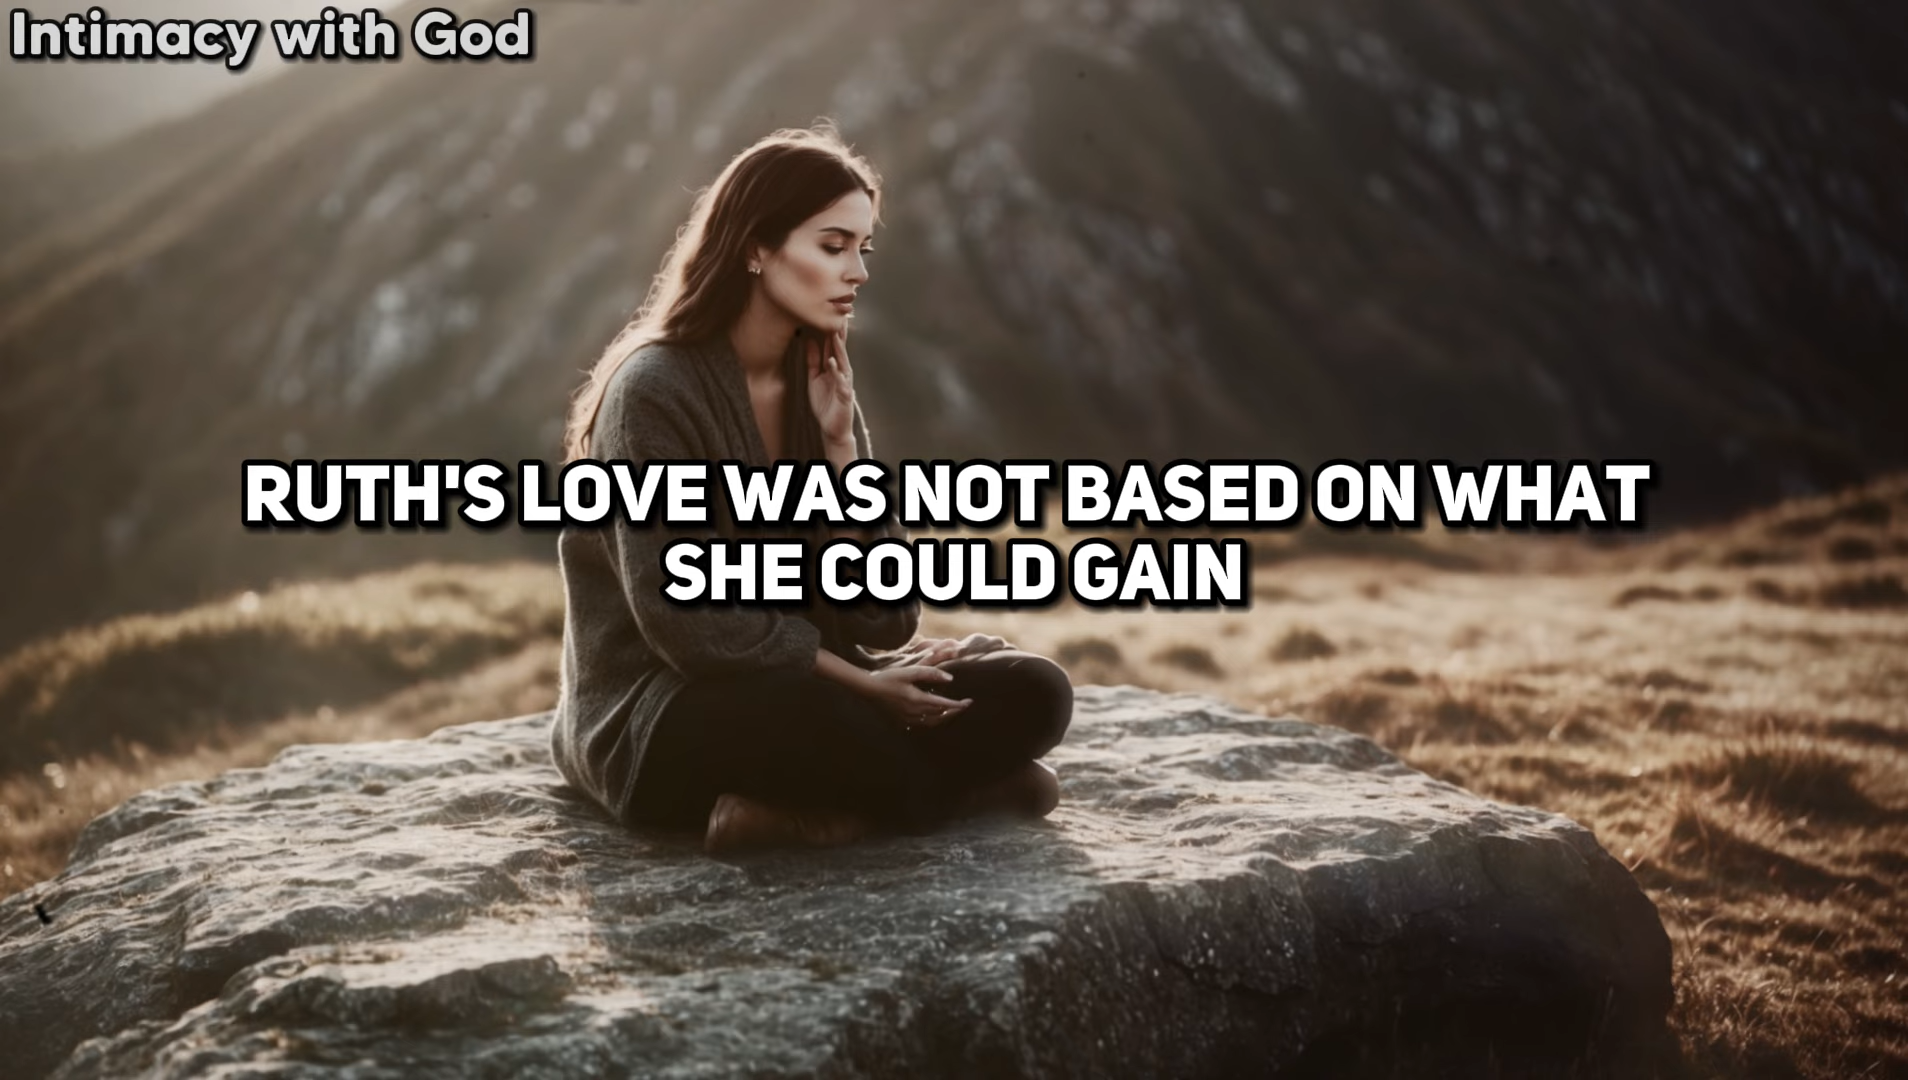 Intimacy with God
RUTH'S LOVE WAS NOT BASED ON WHAT
SHE COULD GAIN